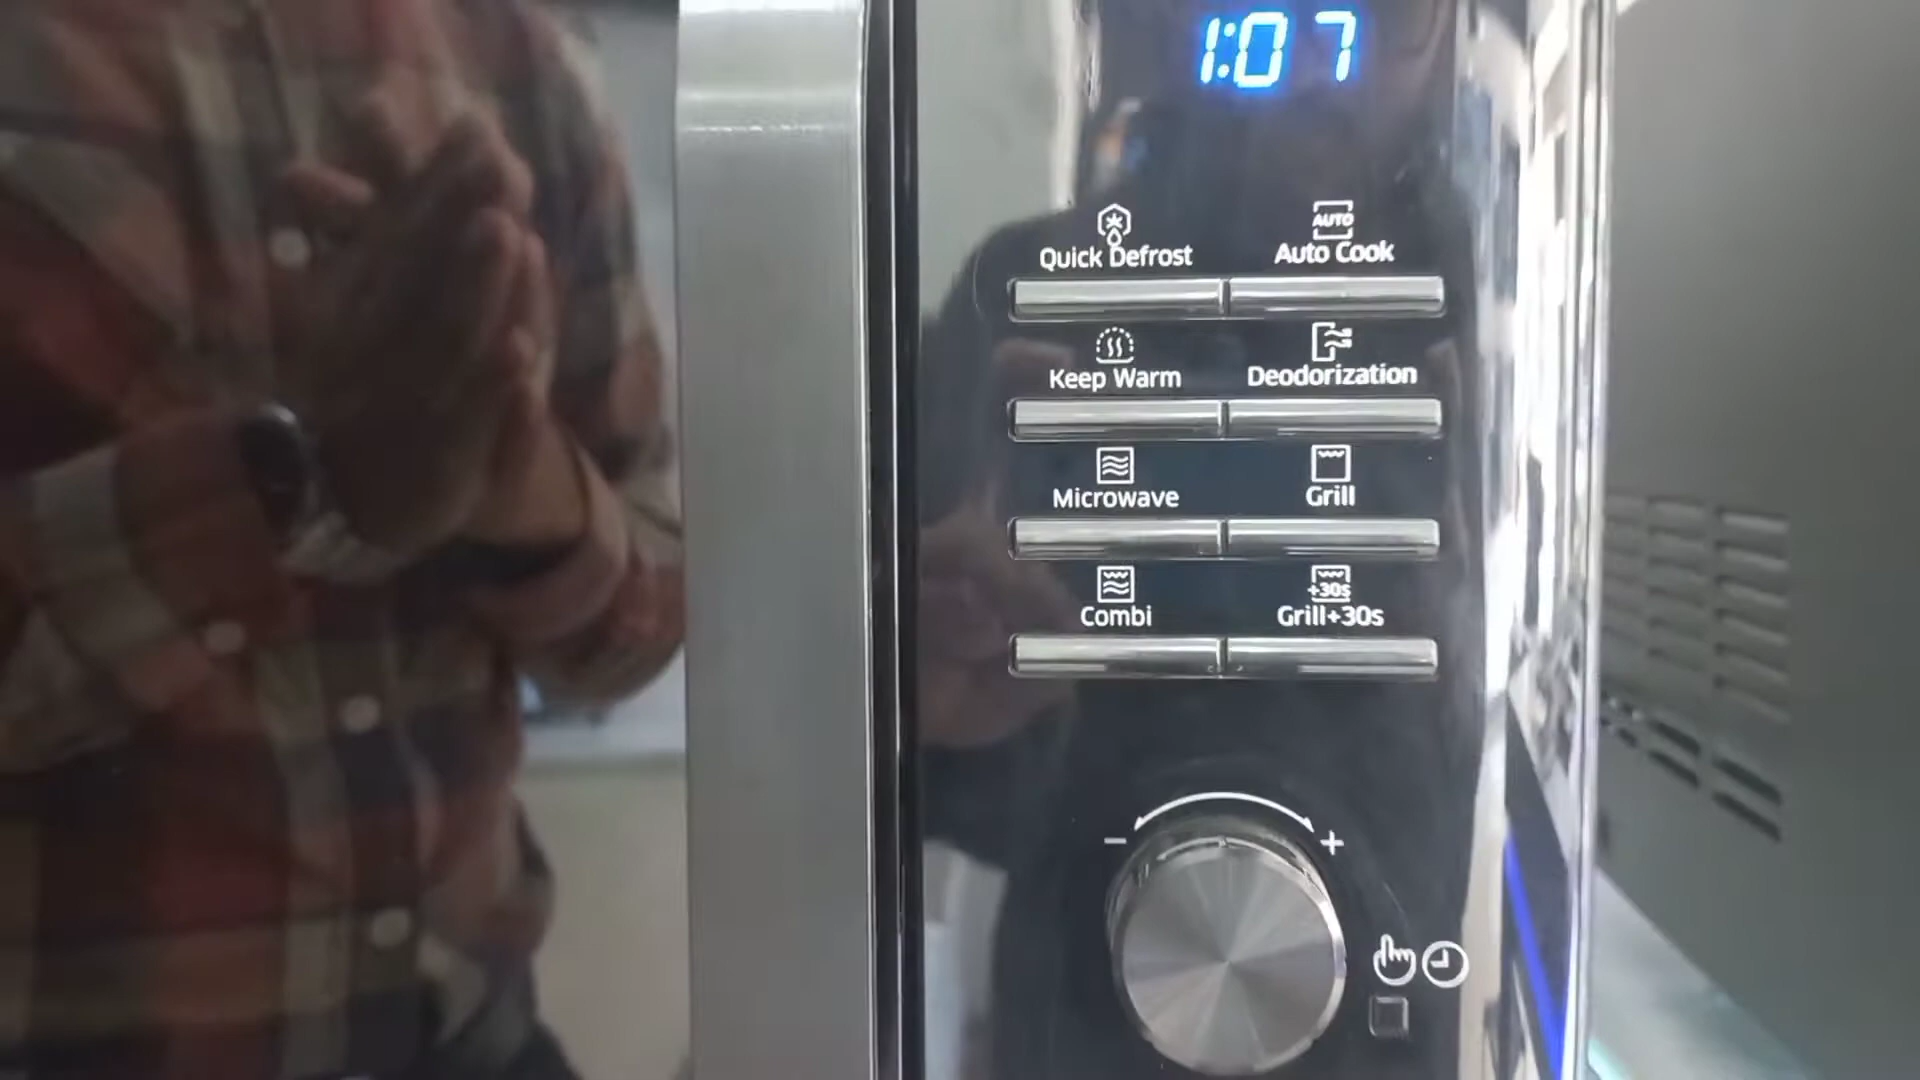 1:07
Quick Defrost
AUTO
Auto Cook
Keep Warm
Deodorization
Microwave
Grill
Combi
+30s
Grill+30s
− +